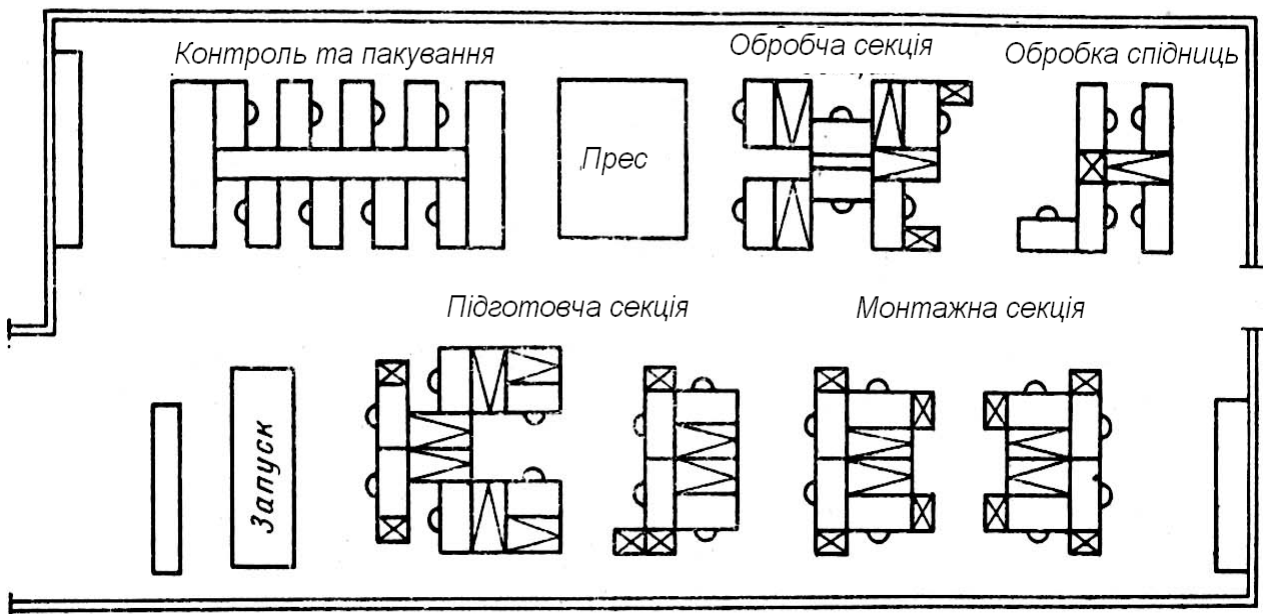 Контроль та пакування
Обробча секція
Обробка спідниць
Прес
Підготовча секція
Монтажна секція
Запуск